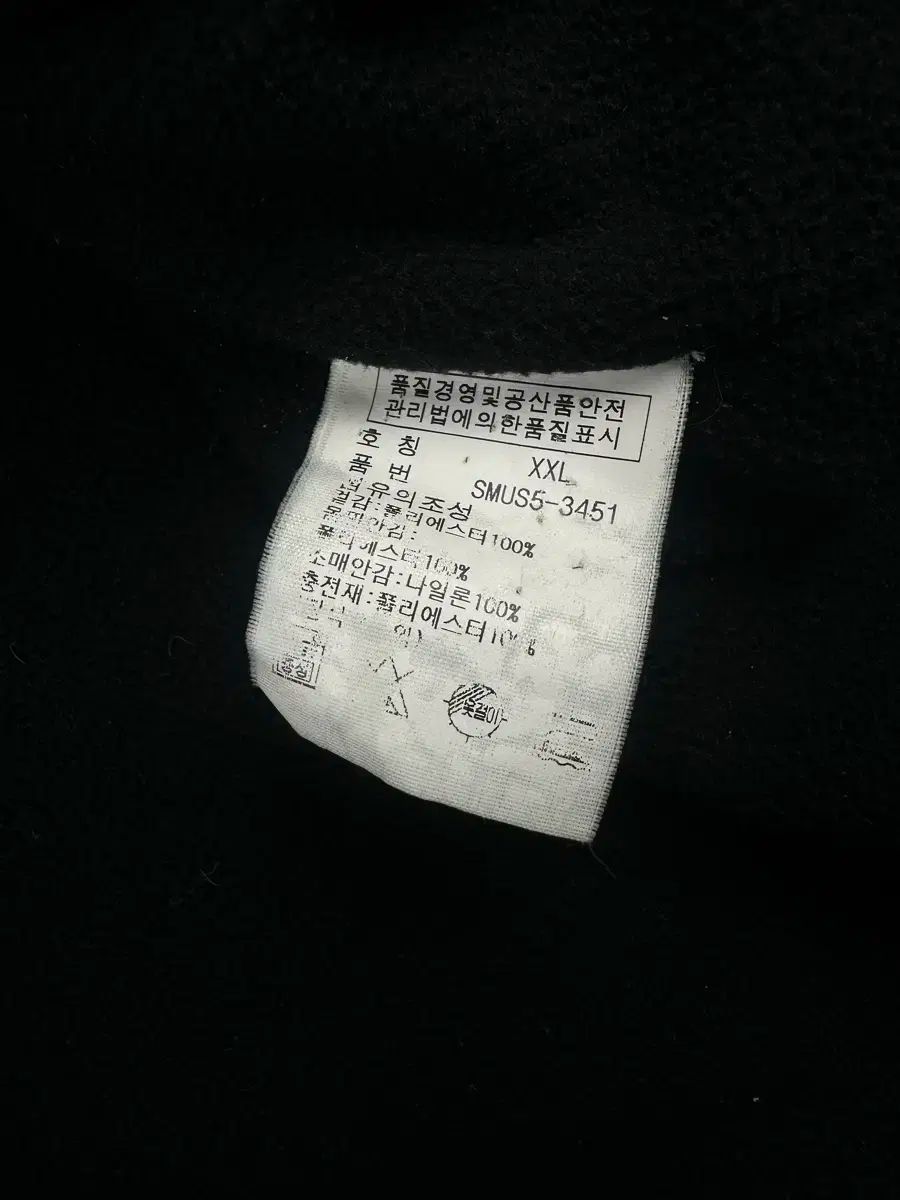 품질경영및공산품안전
관리법에의한품질표시
호 칭 XXL
품 번 SMUS5-3451
섬유의조성
겉감:폴리에스터100%
몸판안감:
폴리에스터100%
소매안감:나일론100%
충전재:폴리에스터100%
중성
옷걸이